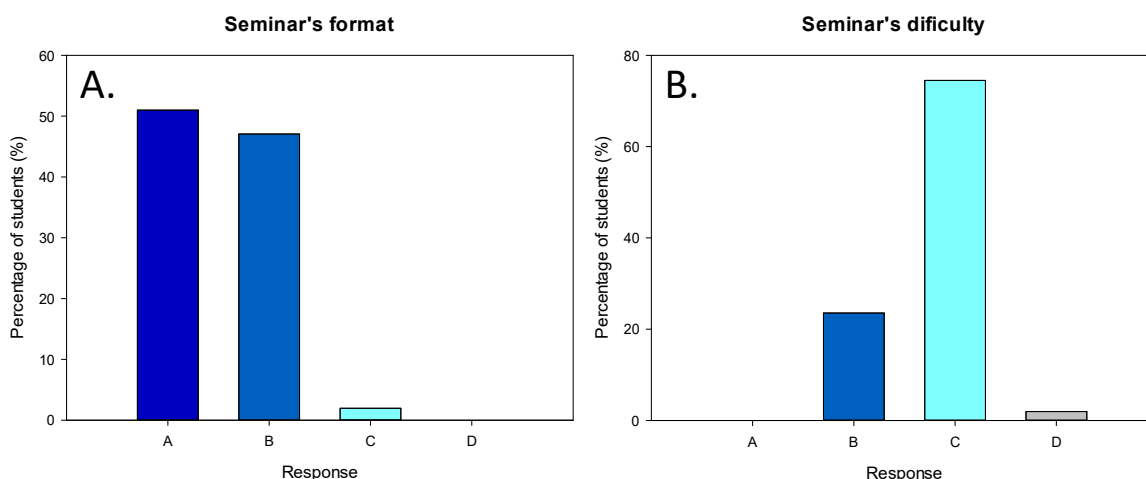 Seminar's format
A.
Percentage of students (%)
60
50
40
30
20
10
0
A B C D
Response
Seminar's dificulty
B.
Percentage of students (%)
80
60
40
20
0
A B C D
Response